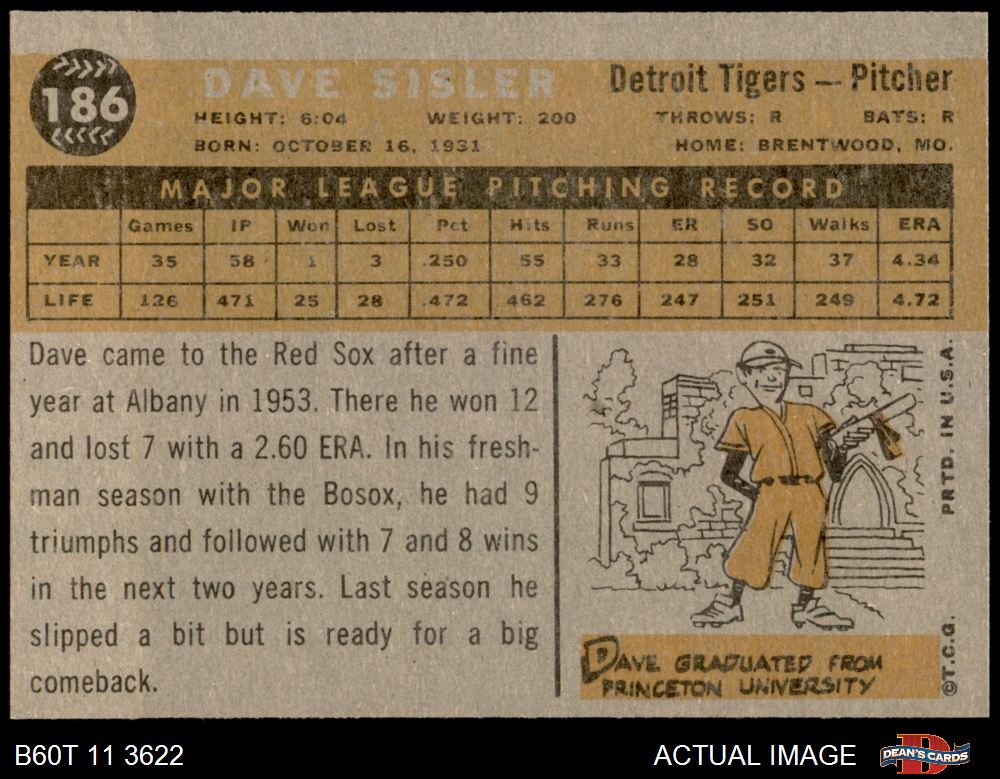 186
DAVE SISLER
Detroit Tigers — Pitcher
HEIGHT: 6:04 WEIGHT: 200 THROWS: R BATS: R
BORN: OCTOBER 16, 1931 HOME: BRENTWOOD, MO.
MAJOR LEAGUE PITCHING RECORD
Games IP Won Lost Pct Hits Runs ER SO Walks ERA
YEAR 35 58 1 3 .250 55 33 28 32 37 4.34
LIFE 126 471 25 28 .472 462 276 247 251 249 4.72
Dave came to the Red Sox after a fine
year at Albany in 1953. There he won 12
and lost 7 with a 2.60 ERA. In his fresh-
man season with the Bosox, he had 9
triumphs and followed with 7 and 8 wins
in the next two years. Last season he
slipped a bit but is ready for a big
comeback.
DAVE GRADUATED FROM
PRINCETON UNIVERSITY
©T.C.G. PRTD. IN U.S.A.
B60T 11 3622
ACTUAL IMAGE
D
DEAN'S CARDS